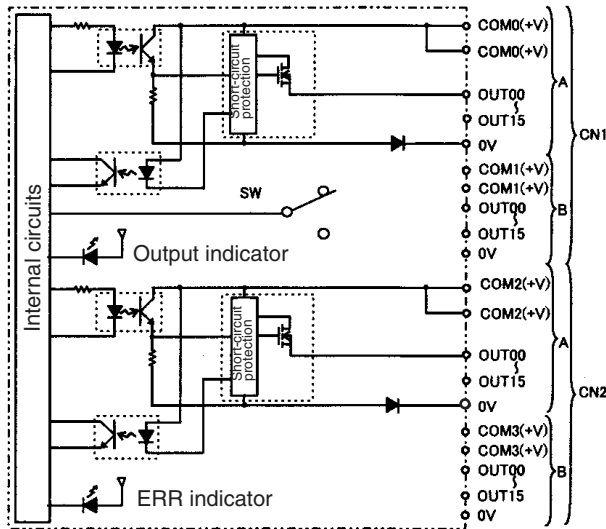 COM0(+V)
COM0(+V)
OUT00
OUT15
0V
COM1(+V)
COM1(+V)
OUT00
OUT15
0V
A
B
CN1
Short-circuit
protection
SW
Output indicator
Internal circuits
COM2(+V)
COM2(+V)
OUT00
OUT15
0V
COM3(+V)
COM3(+V)
OUT00
OUT15
0V
A
B
CN2
Short-circuit
protection
ERR indicator